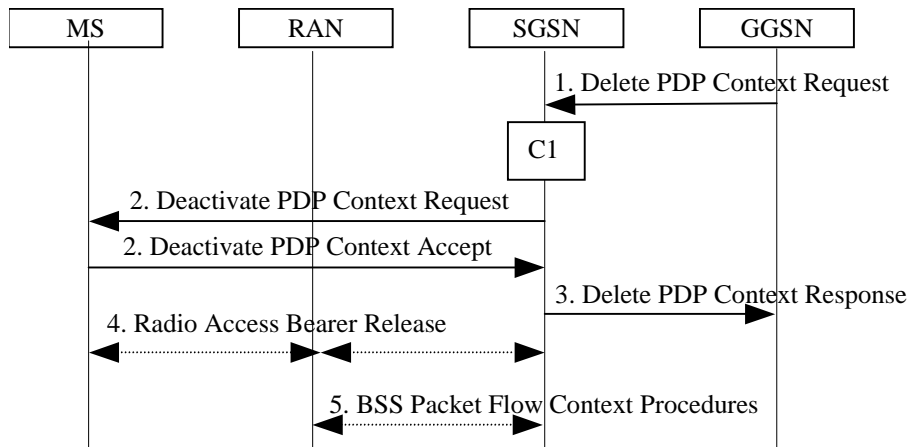 MS
RAN
SGSN
GGSN
1. Delete PDP Context Request
C1
2. Deactivate PDP Context Request
2. Deactivate PDP Context Accept
3. Delete PDP Context Response
4. Radio Access Bearer Release
5. BSS Packet Flow Context Procedures